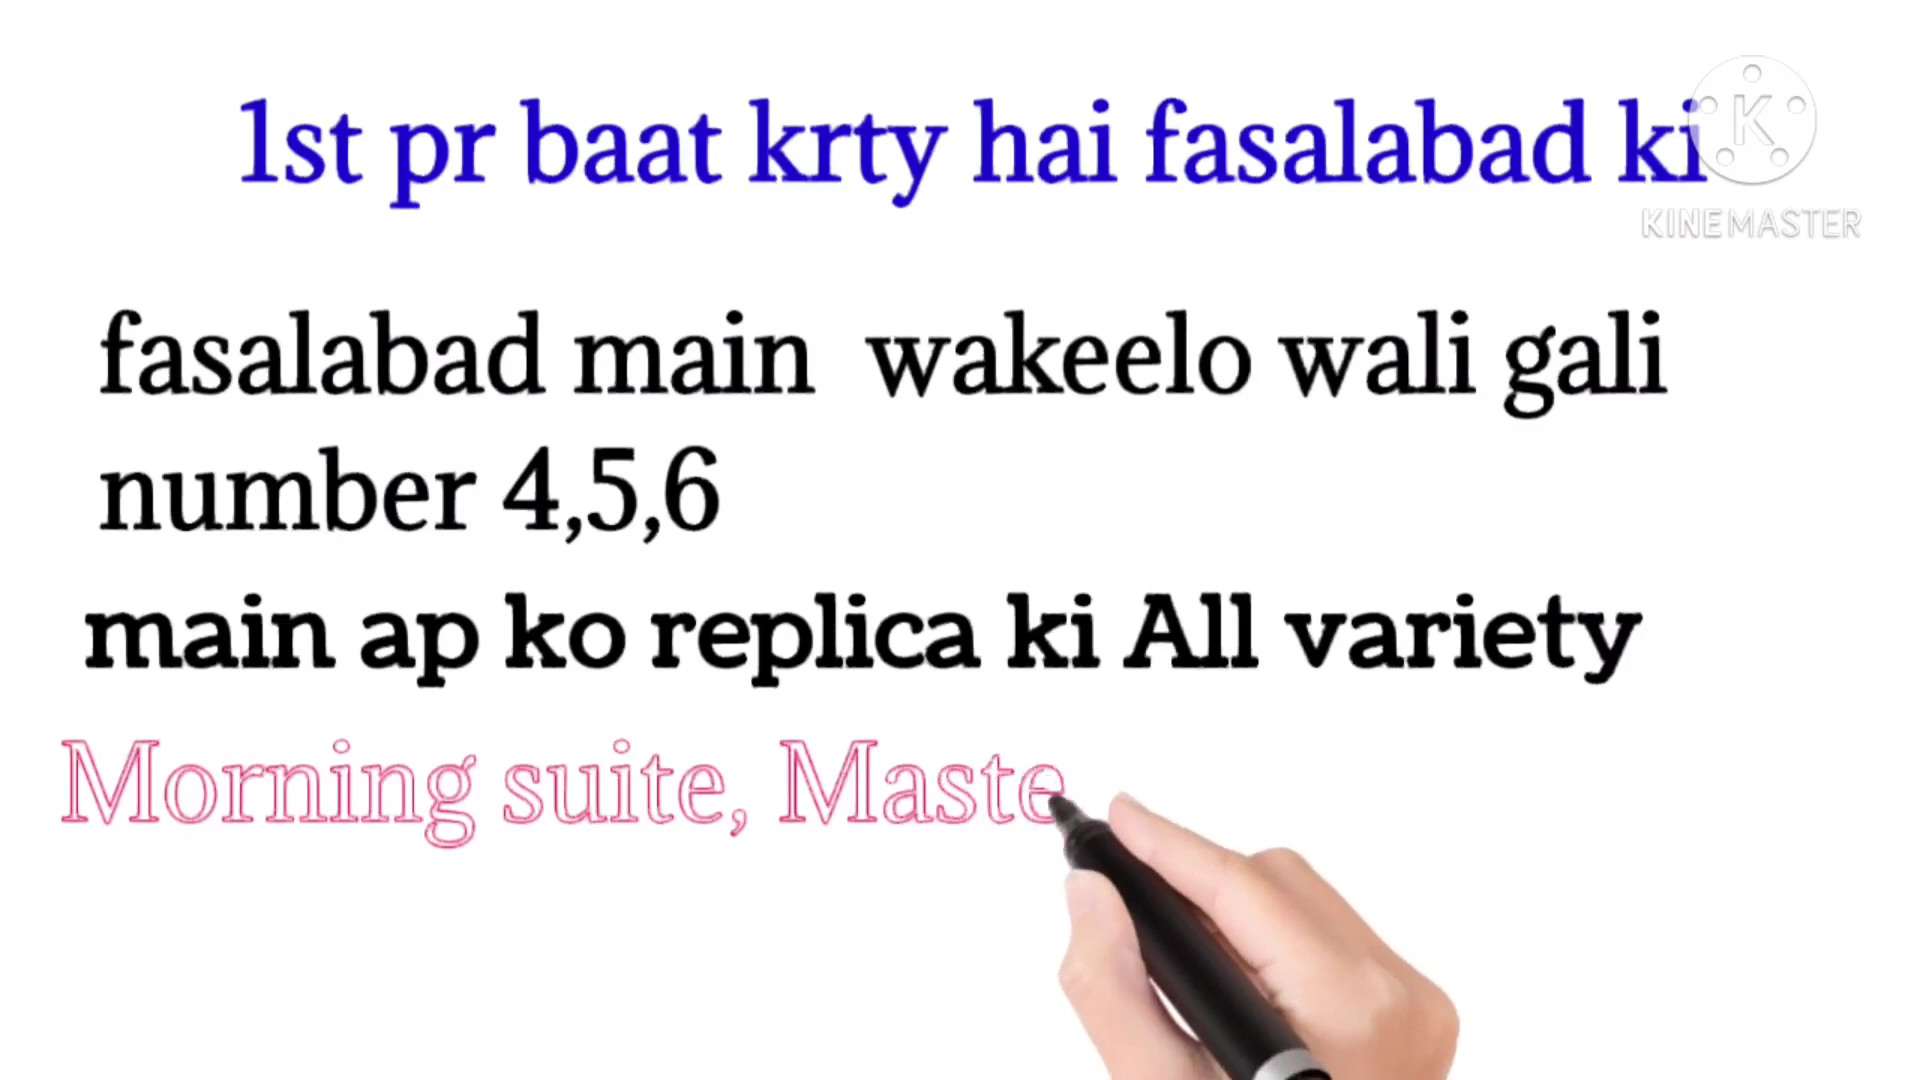 1st pr baat krty hai fasalabad ki
K
KINEMASTER
fasalabad main wakeelo wali gali
number 4,5,6
main ap ko replica ki All variety
Morning suite, Maste